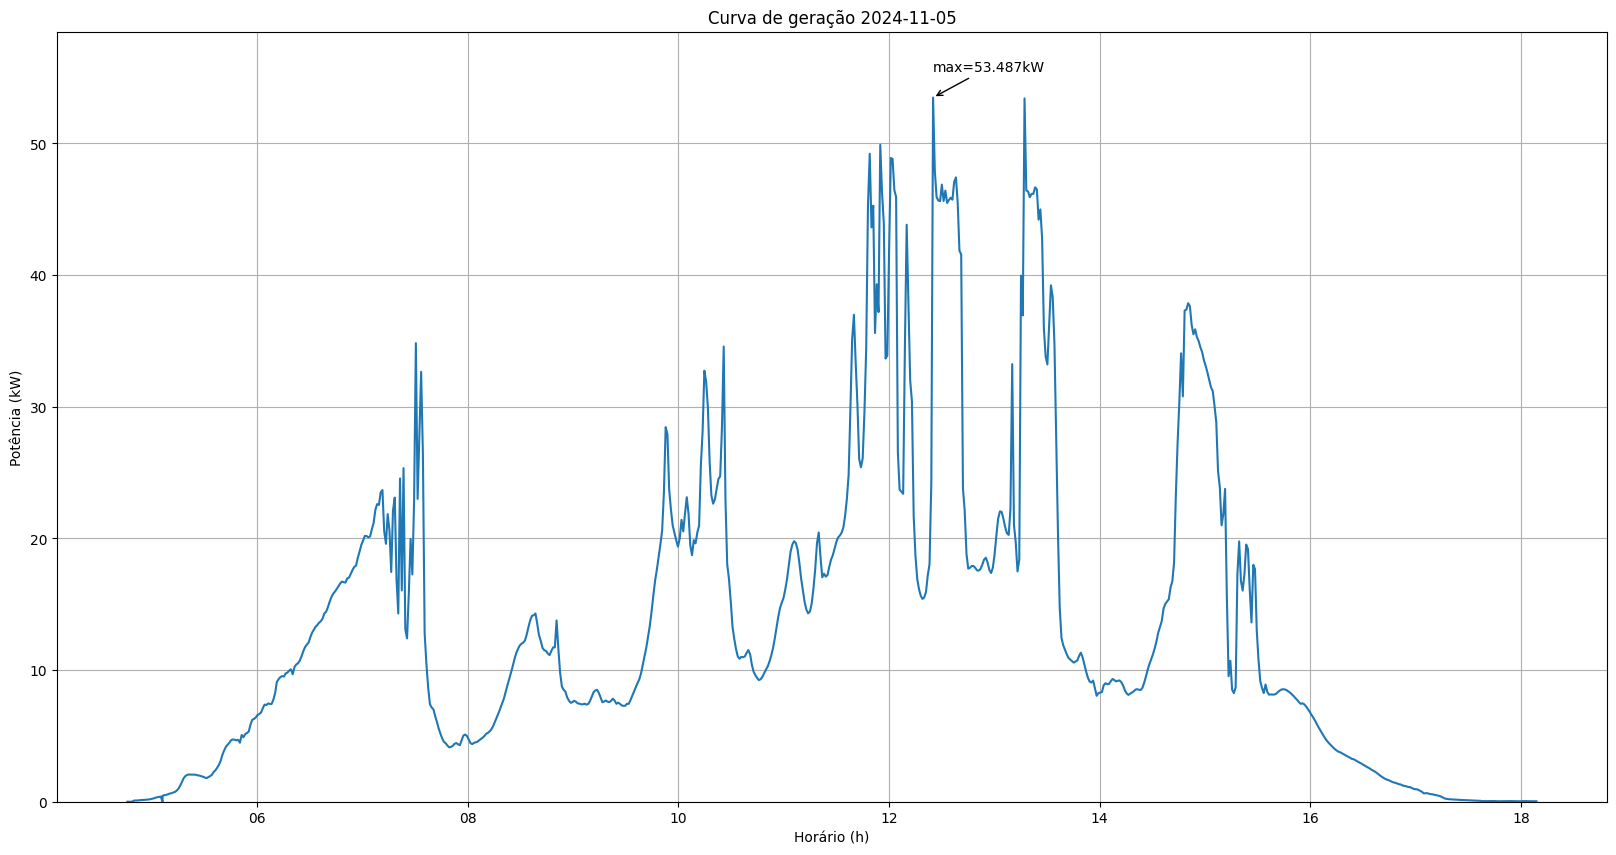 Curva de geração 2024-11-05
max=53.487kW
Potência (kW)
50
40
30
20
10
0
06 08 10 12 14 16 18
Horário (h)